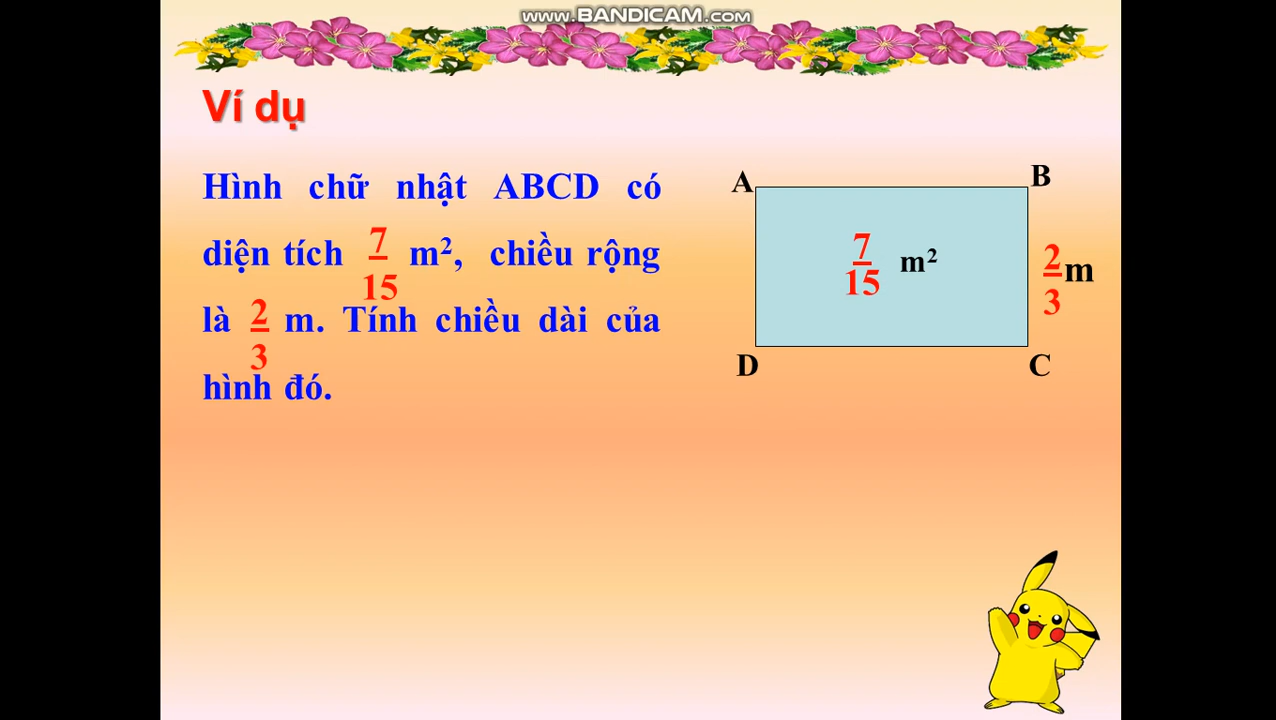 www.BANDICAM.com
Ví dụ
Hình chữ nhật ABCD có
diện tích 7/15 m², chiều rộng
là 2/3 m. Tính chiều dài của
hình đó.
A
B
7/15 m²
2/3 m
D
C